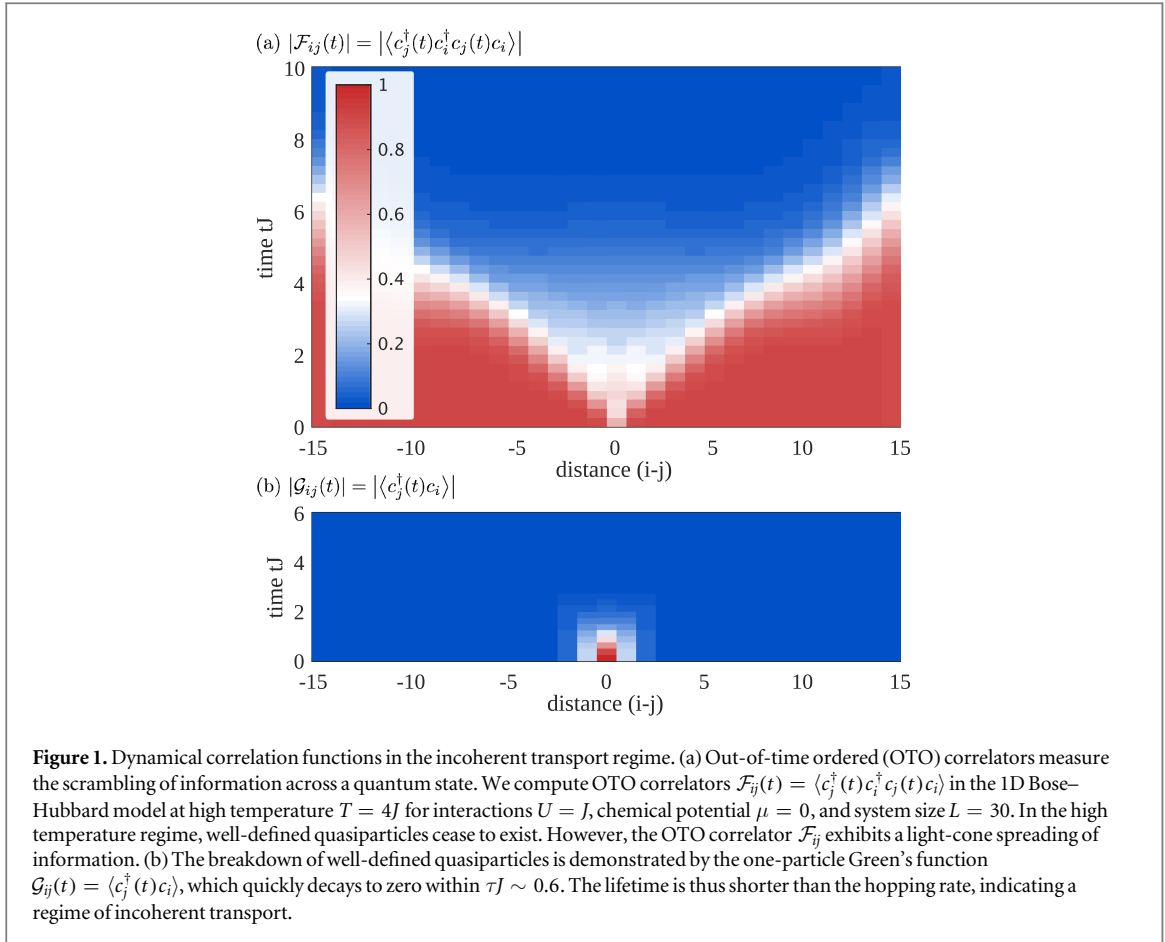 (a) |ℱᵢⱼ(t)| = |⟨cⱼ†(t)cᵢ†cⱼ(t)cᵢ⟩|
10
8
6
4
2
0
time tJ
1
0.8
0.6
0.4
0.2
0
-15 -10 -5 0 5 10 15
distance (i-j)
(b) |𝒢ᵢⱼ(t)| = |⟨cⱼ†(t)cᵢ⟩|
6
4
2
0
time tJ
-15 -10 -5 0 5 10 15
distance (i-j)
Figure 1. Dynamical correlation functions in the incoherent transport regime. (a) Out-of-time ordered (OTO) correlators measure
the scrambling of information across a quantum state. We compute OTO correlators ℱᵢⱼ(t) = ⟨cⱼ†(t)cᵢ†cⱼ(t)cᵢ⟩ in the 1D Bose–
Hubbard model at high temperature T = 4J for interactions U = J, chemical potential μ = 0, and system size L = 30. In the high
temperature regime, well-defined quasiparticles cease to exist. However, the OTO correlator ℱᵢⱼ exhibits a light-cone spreading of
information. (b) The breakdown of well-defined quasiparticles is demonstrated by the one-particle Green's function
𝒢ᵢⱼ(t) = ⟨cⱼ†(t)cᵢ⟩, which quickly decays to zero within τJ ∼ 0.6. The lifetime is thus shorter than the hopping rate, indicating a
regime of incoherent transport.